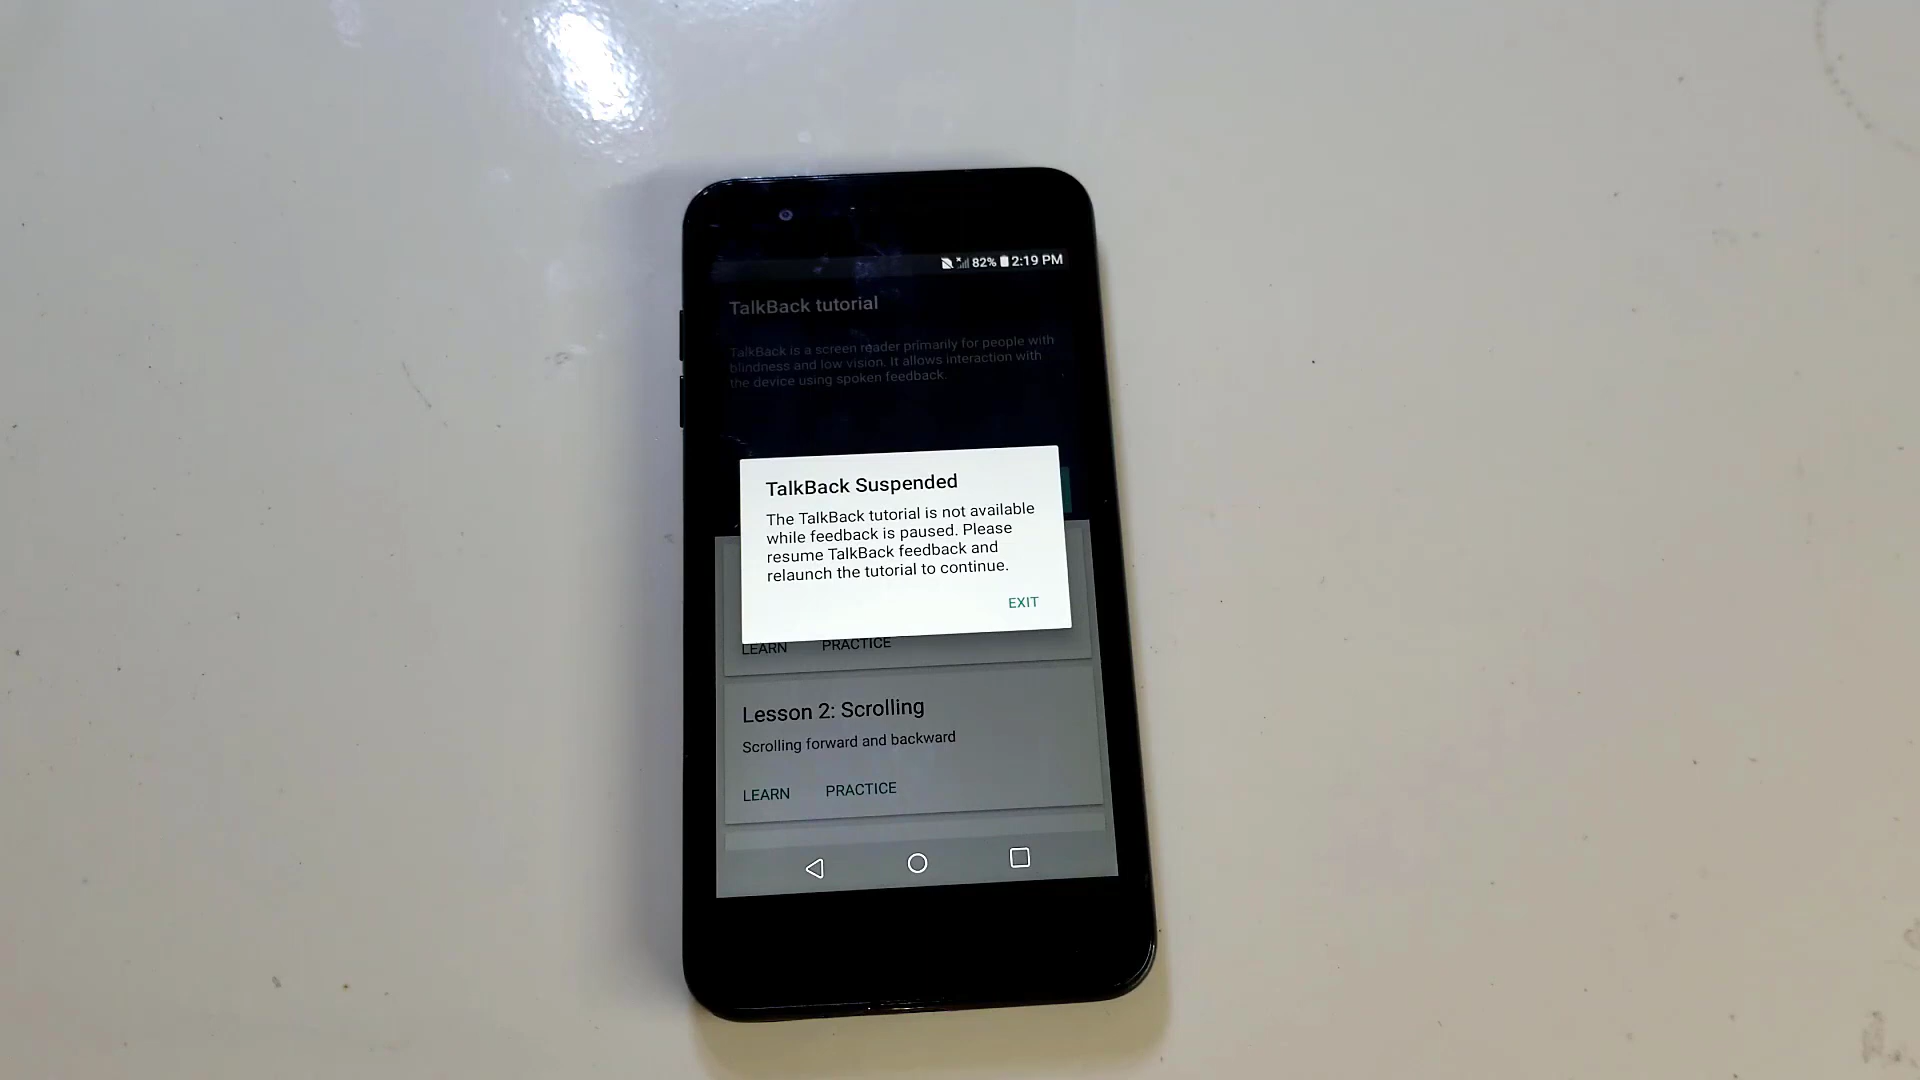 82% 2:19 PM
TalkBack tutorial
TalkBack is a screen reader primarily for people with
blindness and low vision. It allows interaction with
the device using spoken feedback.
TalkBack Suspended
The TalkBack tutorial is not available
while feedback is paused. Please
resume TalkBack feedback and
relaunch the tutorial to continue.
EXIT
LEARN PRACTICE
Lesson 2: Scrolling
Scrolling forward and backward
LEARN PRACTICE